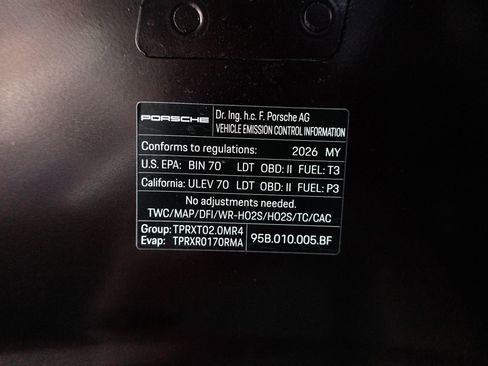 PORSCHE
Dr. Ing. h.c. F. Porsche AG
VEHICLE EMISSION CONTROL INFORMATION
Conforms to regulations: 2026 MY
U.S. EPA: BIN 70 LDT OBD: II FUEL: T3
California: ULEV 70 LDT OBD: II FUEL: P3
No adjustments needed.
TWC/MAP/DFI/WR-HO2S/HO2S/TC/CAC
Group: TPRXT02.0MR4
Evap: TPRXR0170RMA
95B.010.005.BF